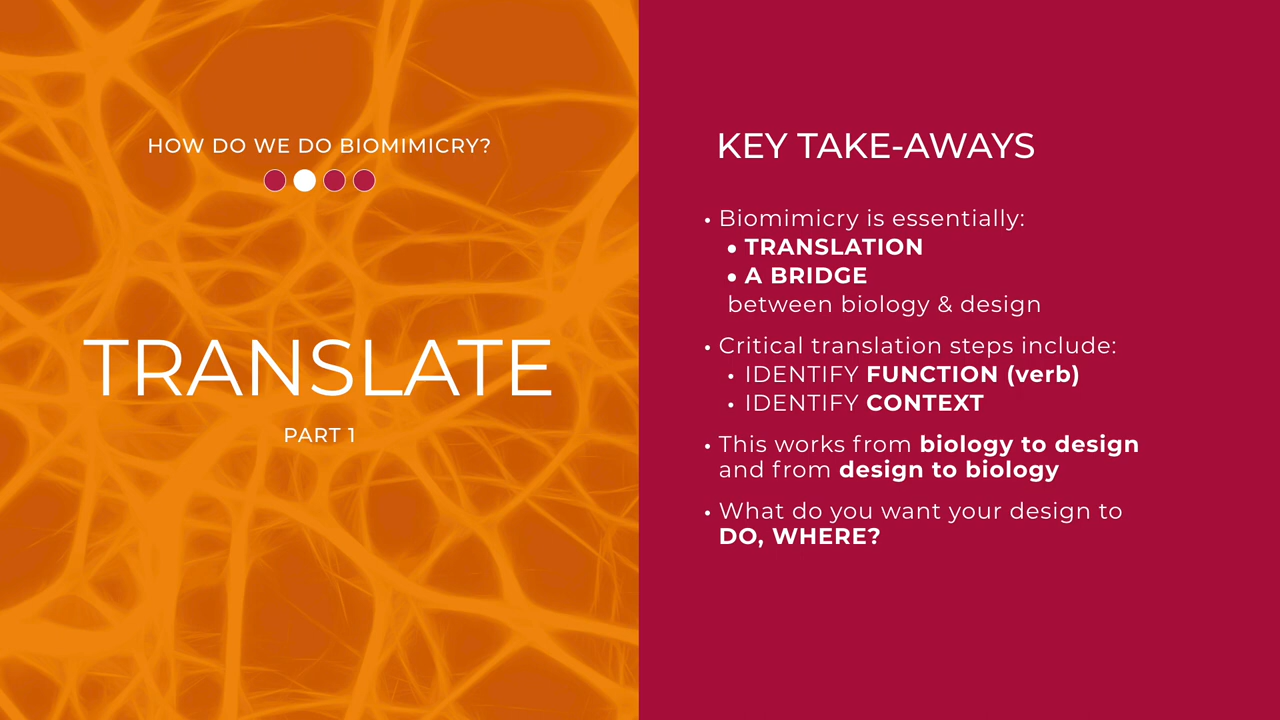 HOW DO WE DO BIOMIMICRY?
TRANSLATE
PART 1
KEY TAKE-AWAYS
• Biomimicry is essentially:
• TRANSLATION
• A BRIDGE
between biology & design
• Critical translation steps include:
• IDENTIFY FUNCTION (verb)
• IDENTIFY CONTEXT
• This works from biology to design
and from design to biology
• What do you want your design to
DO, WHERE?